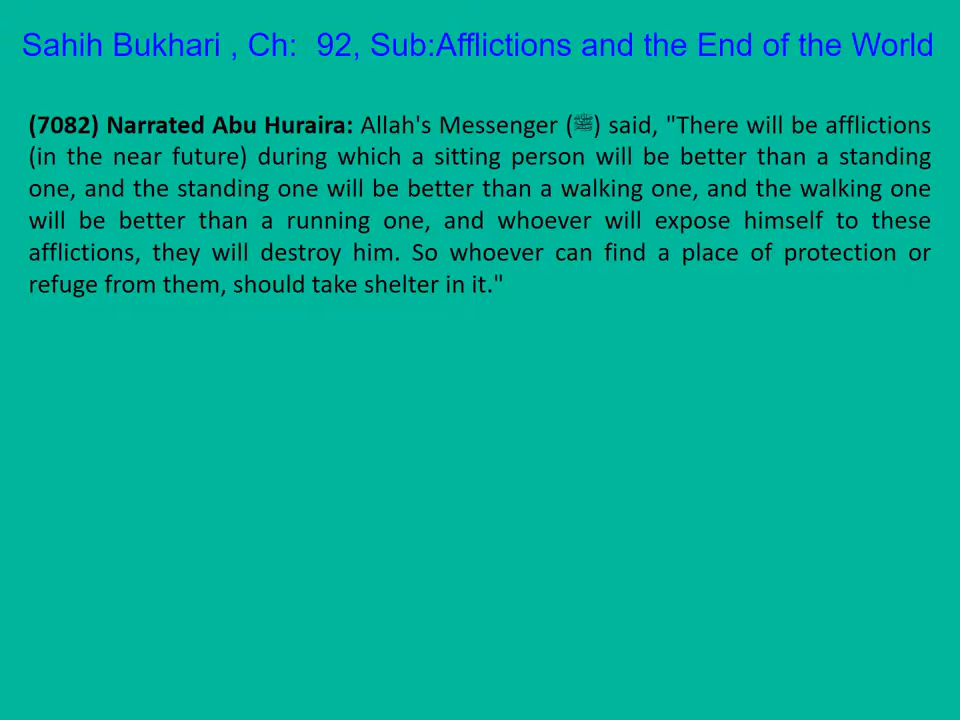 Sahih Bukhari , Ch:  92, Sub:Afflictions and the End of the World
(7082) Narrated Abu Huraira: Allah's Messenger (ﷺ) said, "There will be afflictions
(in the near future) during which a sitting person will be better than a standing
one, and the standing one will be better than a walking one, and the walking one
will be better than a running one, and whoever will expose himself to these
afflictions, they will destroy him. So whoever can find a place of protection or
refuge from them, should take shelter in it."